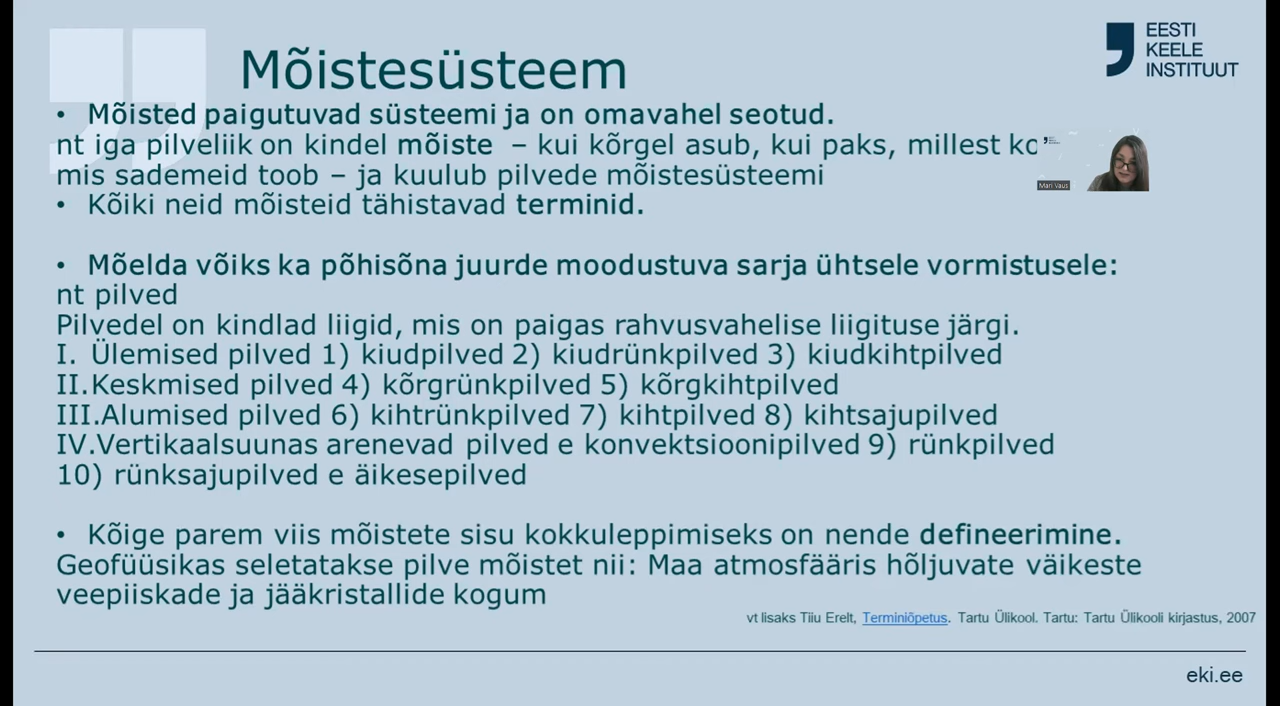 Mõistesüsteem
EESTI
KEELE
INSTITUUT
• Mõisted paigutuvad süsteemi ja on omavahel seotud.
nt iga pilveliik on kindel mõiste – kui kõrgel asub, kui paks, millest
Mari Vaus
mis sademeid toob – ja kuulub pilvede mõistesüsteemi
• Kõiki neid mõisteid tähistavad terminid.
• Mõelda võiks ka põhisõna juurde moodustuva sarja ühtsele vormistusele:
nt pilved
Pilvedel on kindlad liigid, mis on paigas rahvusvahelise liigituse järgi.
I. Ülemised pilved 1) kiudpilved 2) kiudrünkpilved 3) kiudkihtpilved
II.Keskmised pilved 4) kõrgrünkpilved 5) kõrgkihtpilved
III.Alumised pilved 6) kihtrünkpilved 7) kihtpilved 8) kihtsajupilved
IV.Vertikaalsuunas arenevad pilved e konvektsioonipilved 9) rünkpilved
10) rünksajupilved e äikesepilved
• Kõige parem viis mõistete sisu kokkuleppimiseks on nende defineerimine.
Geofüüsikas seletatakse pilve mõistet nii: Maa atmosfääris hõljuvate väikeste
veepiiskade ja jääkristallide kogum
vt lisaks Tiiu Erelt, Terminiõpetus. Tartu Ülikool. Tartu: Tartu Ülikooli kirjastus, 2007
eki.ee